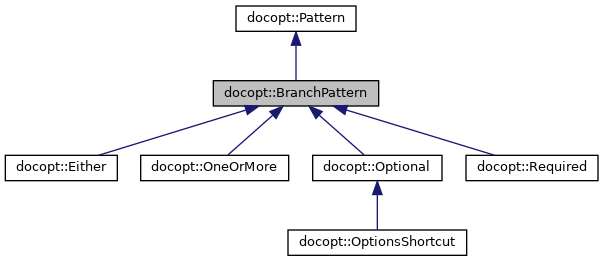 docopt::Pattern
docopt::BranchPattern
docopt::Either
docopt::OneOrMore
docopt::Optional
docopt::Required
docopt::OptionsShortcut